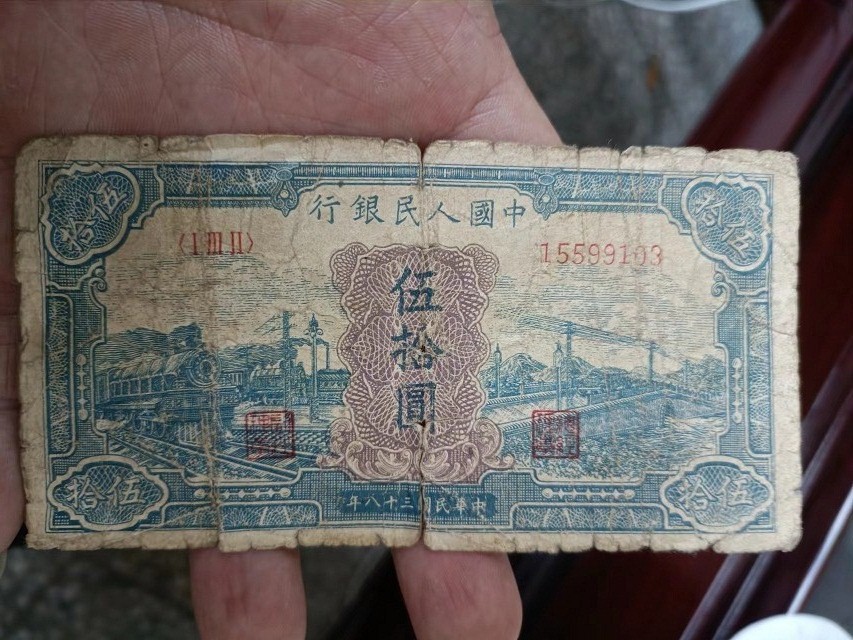 中國人民銀行
伍拾
伍拾
〈I III II〉
15599103
伍拾圓
伍拾
伍拾
中華民國三十八年